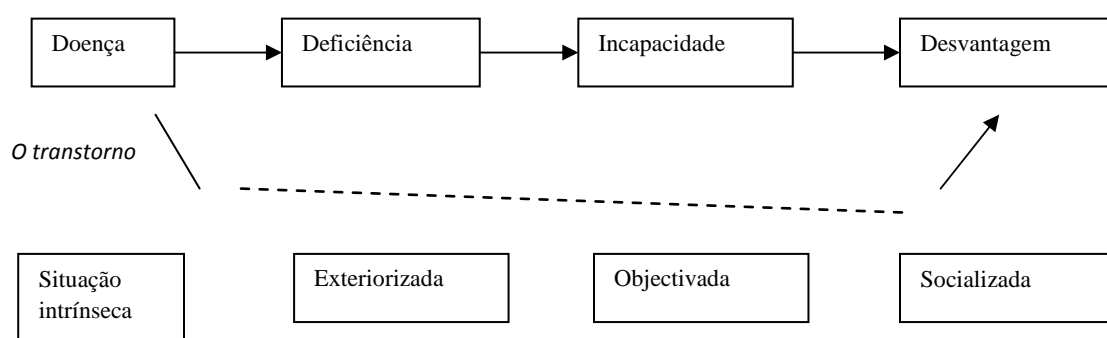 Doença
Deficiência
Incapacidade
Desvantagem
O transtorno
Situação
intrínseca
Exteriorizada
Objectivada
Socializada